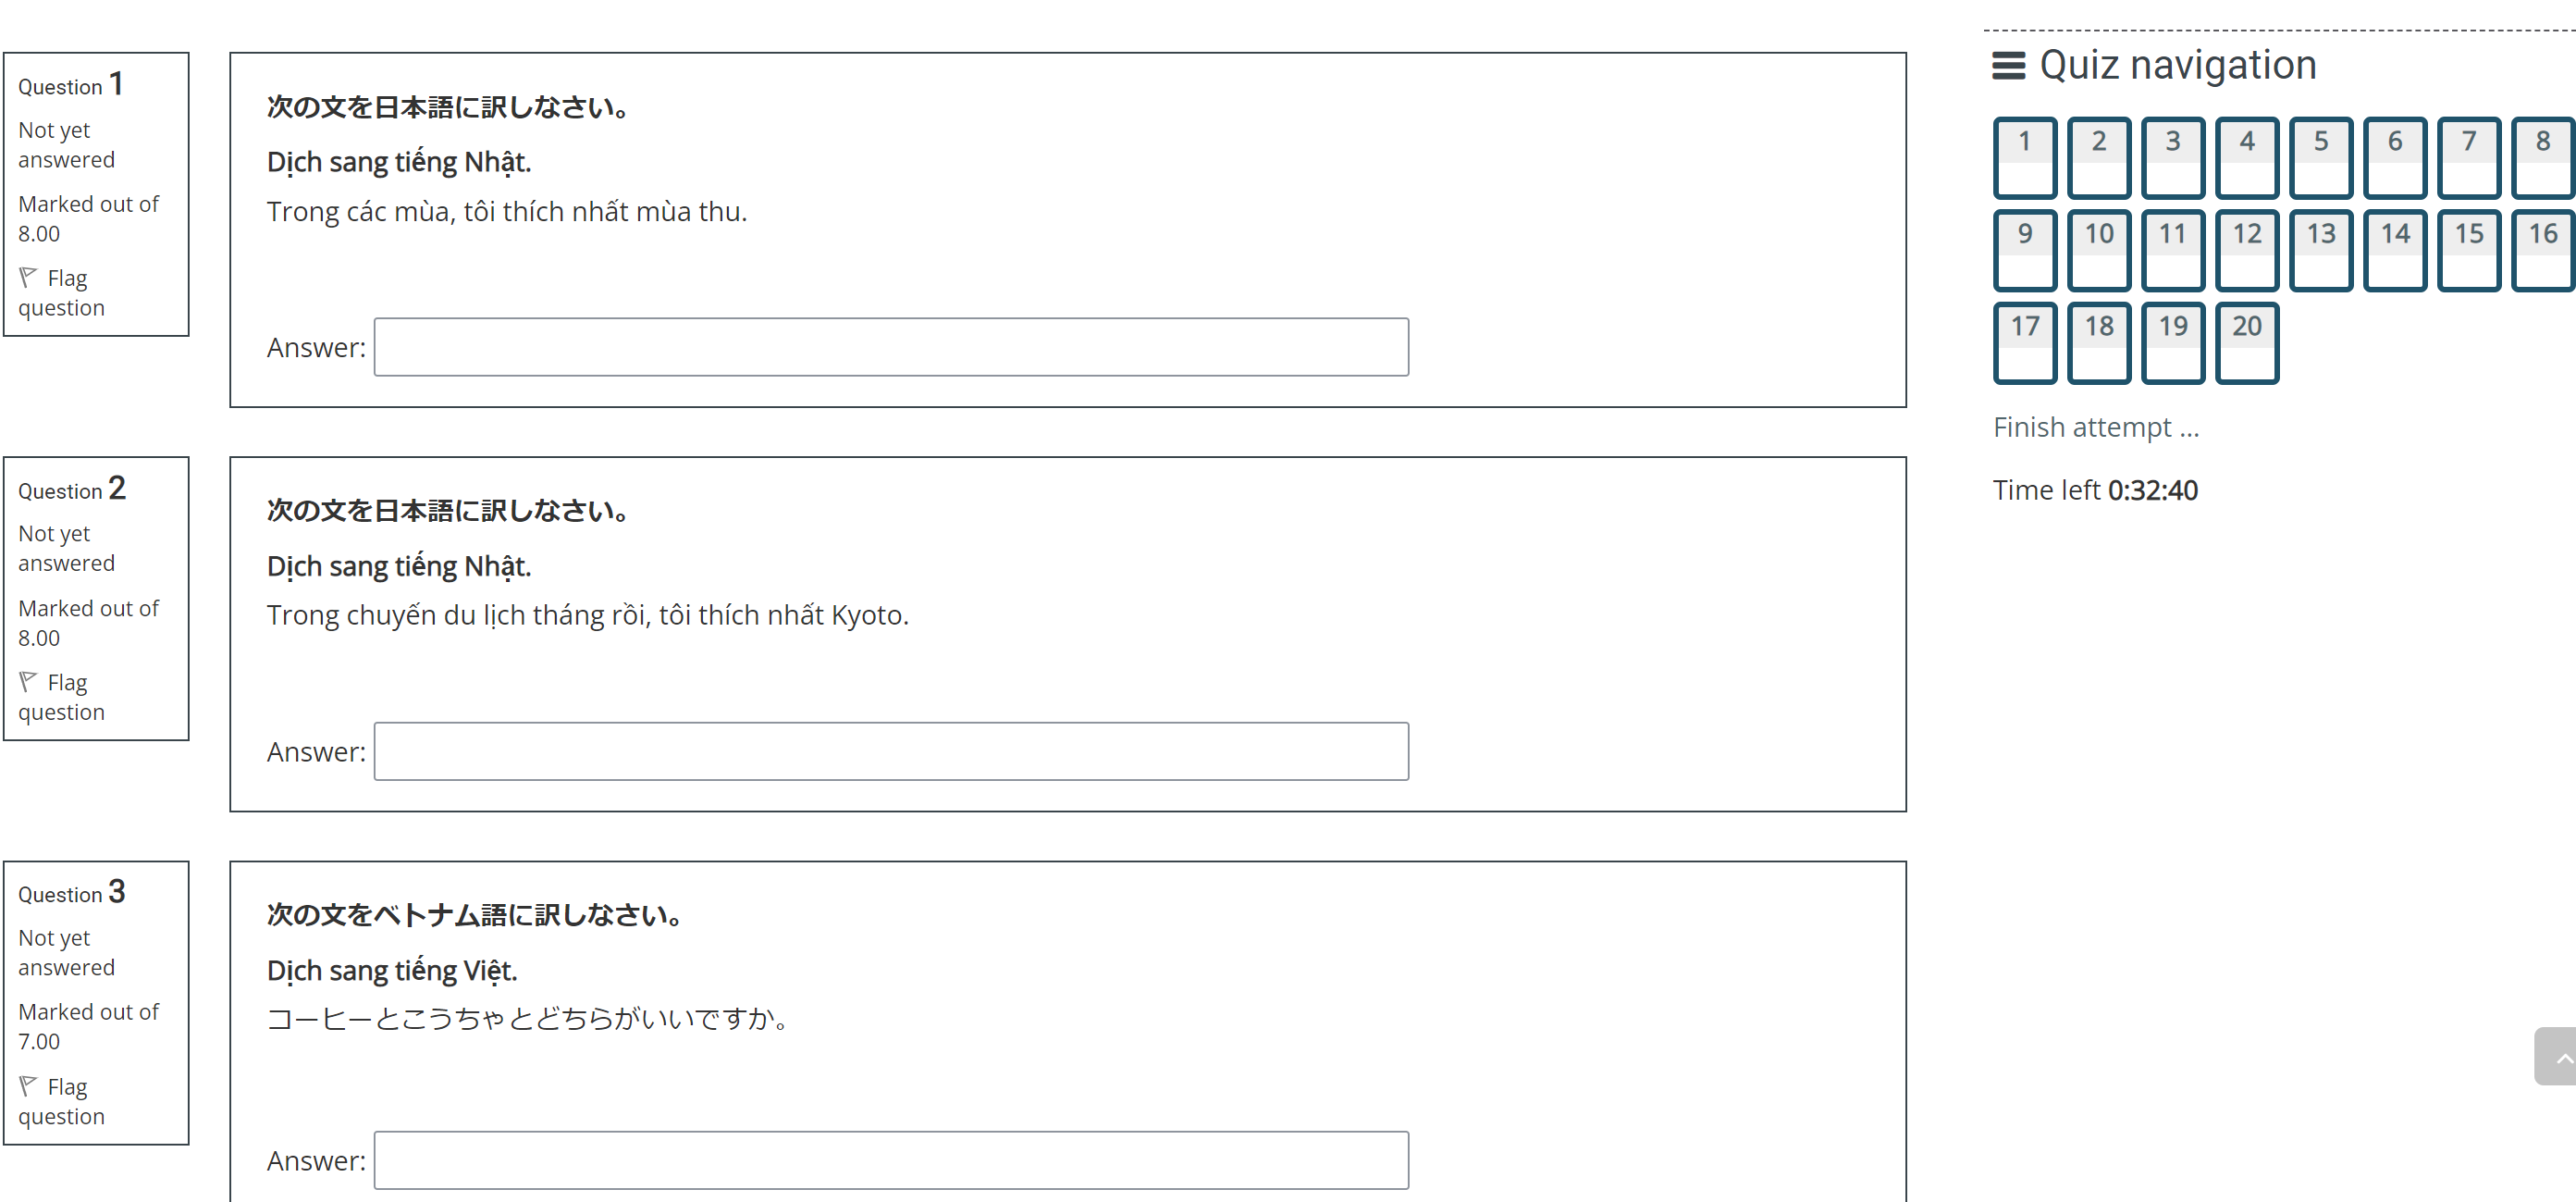 Question 1
Not yet
answered
Marked out of
8.00
Flag
question
次の文を日本語に訳しなさい。
Dịch sang tiếng Nhật.
Trong các mùa, tôi thích nhất mùa thu.
Answer:
Question 2
Not yet
answered
Marked out of
8.00
Flag
question
次の文を日本語に訳しなさい。
Dịch sang tiếng Nhật.
Trong chuyến du lịch tháng rồi, tôi thích nhất Kyoto.
Answer:
Question 3
Not yet
answered
Marked out of
7.00
Flag
question
次の文をベトナム語に訳しなさい。
Dịch sang tiếng Việt.
コーヒーとこうちゃとどちらがいいですか。
Answer:
Quiz navigation
1 2 3 4 5 6 7 8
9 10 11 12 13 14 15 16
17 18 19 20
Finish attempt ...
Time left 0:32:40